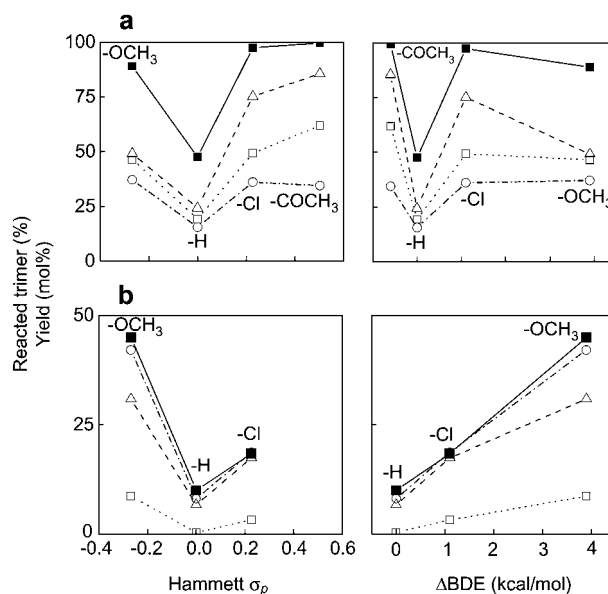 a
Reacted trimer (%)
Yield (mol%)
100
75
50
25
0
-OCH₃
-H
-Cl
-COCH₃
-COCH₃
-H
-Cl
-OCH₃
b
50
25
0
-OCH₃
-H
-Cl
-0.4 -0.2 0.0 0.2 0.4 0.6
Hammett σₚ
-H
-Cl
-OCH₃
0 1 2 3 4
ΔBDE (kcal/mol)